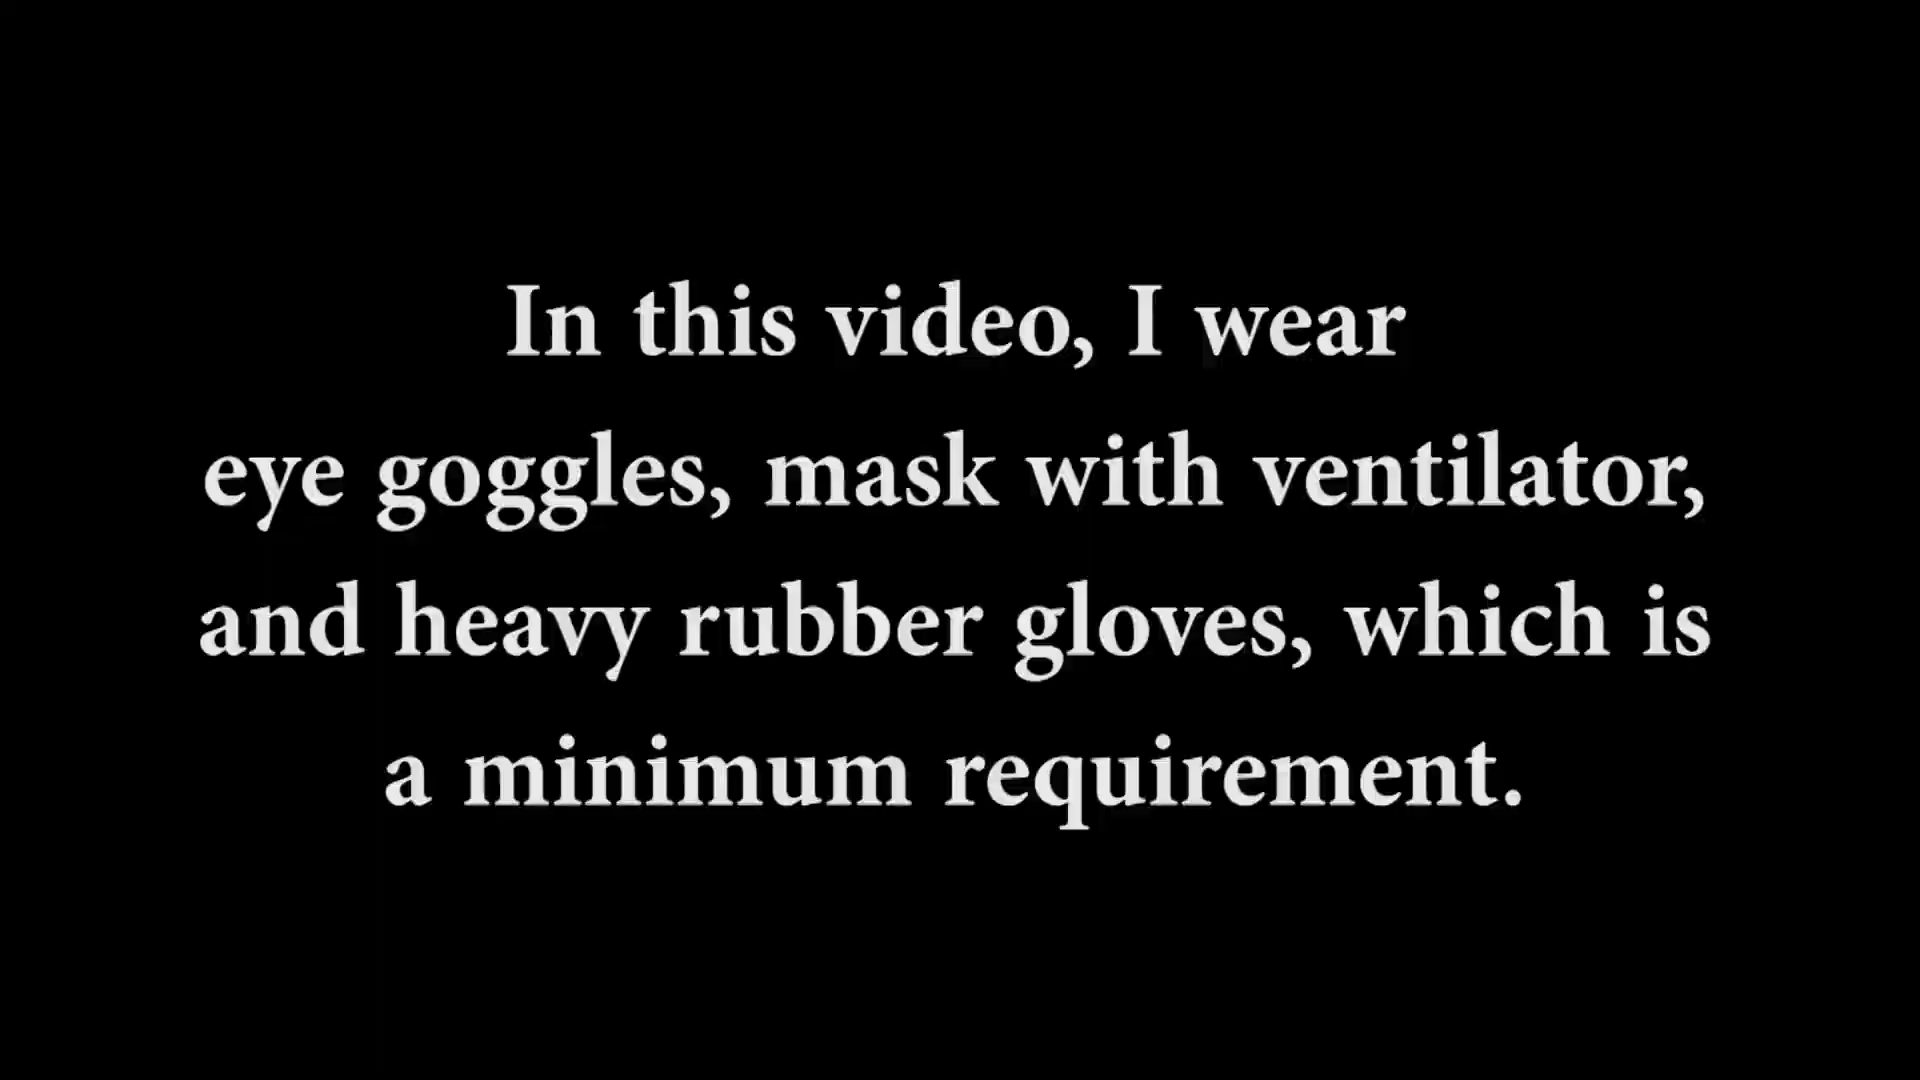 In this video, I wear
eye goggles, mask with ventilator,
and heavy rubber gloves, which is
a minimum requirement.